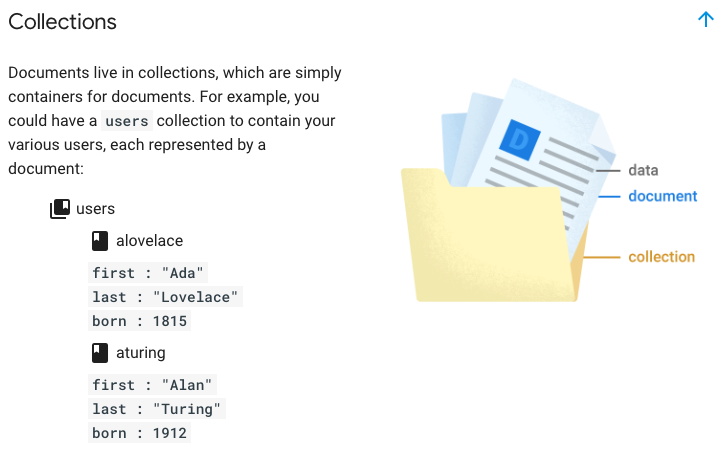 Collections
Documents live in collections, which are simply
containers for documents. For example, you
could have a users collection to contain your
various users, each represented by a
document:
users
alovelace
first : "Ada"
last : "Lovelace"
born : 1815
aturing
first : "Alan"
last : "Turing"
born : 1912
D
data
document
collection